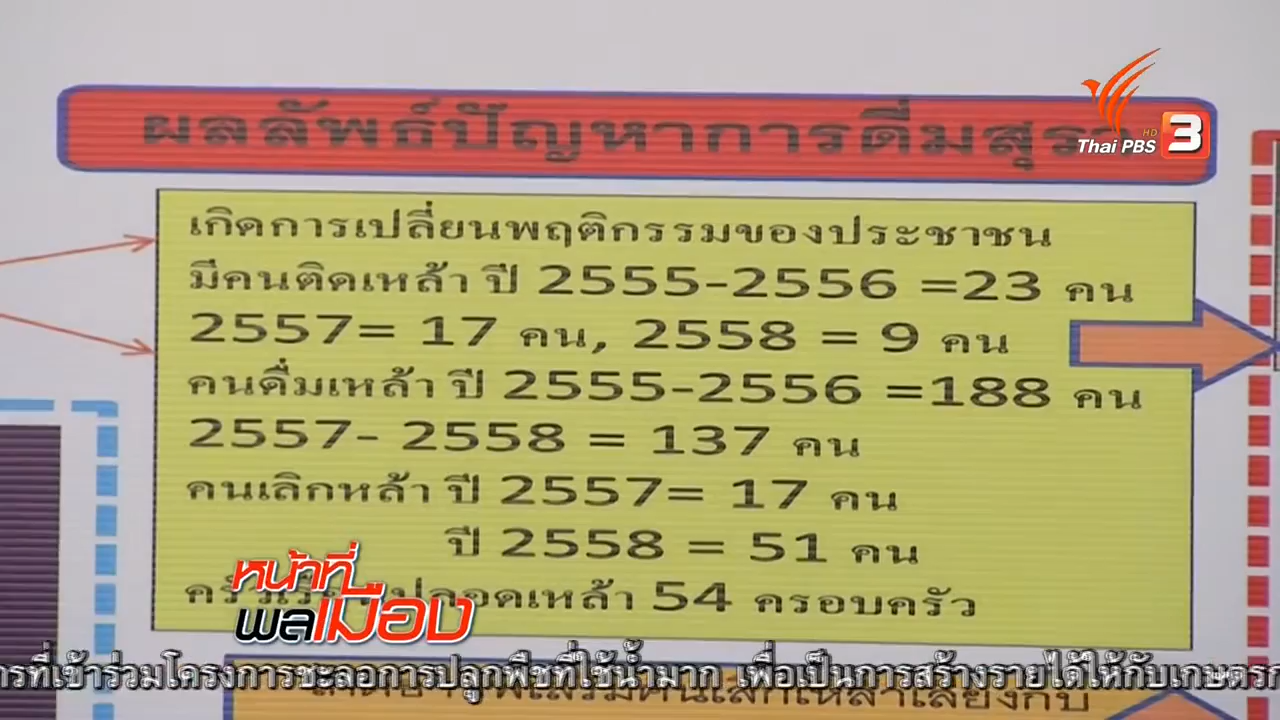 ผลลัพธ์ปัญหาการดื่มสุรา
HD
Thai PBS 3
เกิดการเปลี่ยนพฤติกรรมของประชาชน
มีคนติดเหล้า ปี 2555-2556 =23 คน
2557= 17 คน, 2558 = 9 คน
คนดื่มเหล้า ปี 2555-2556 =188 คน
2557- 2558 = 137 คน
คนเลิกหล้า ปี 2557= 17 คน
ปี 2558 = 51 คน
ปลอดเหล้า 54 ครอบครัว
หน้าที่
พลเมือง
ารที่เข้าร่วมโครงการชะลอการปลูกพืชที่ใช้น้ำมาก เพื่อเป็นการสร้างรายได้ให้กับเกษตรก